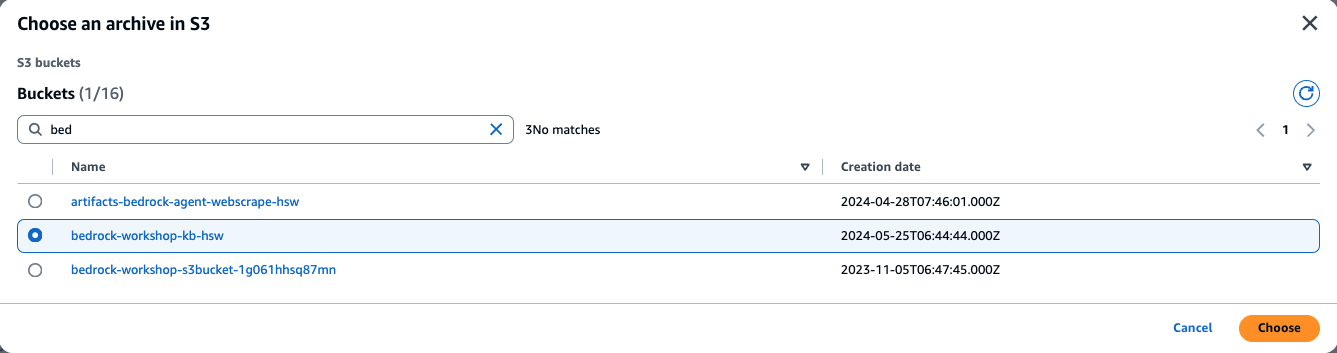 Choose an archive in S3
S3 buckets
Buckets (1/16)
bed 3No matches 1
Name Creation date
artifacts-bedrock-agent-webscrape-hsw 2024-04-28T07:46:01.000Z
bedrock-workshop-kb-hsw 2024-05-25T06:44:44.000Z
bedrock-workshop-s3bucket-1g061hhsq87mn 2023-11-05T06:47:45.000Z
Cancel Choose